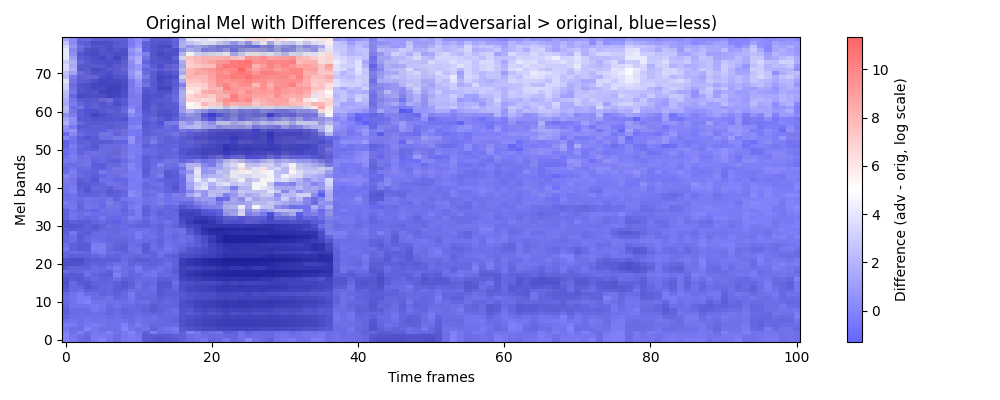 Original Mel with Differences (red=adversarial > original, blue=less)
Mel bands
70
60
50
40
30
20
10
0
0 20 40 60 80 100
Time frames
10
8
6
4
2
0
Difference (adv - orig, log scale)